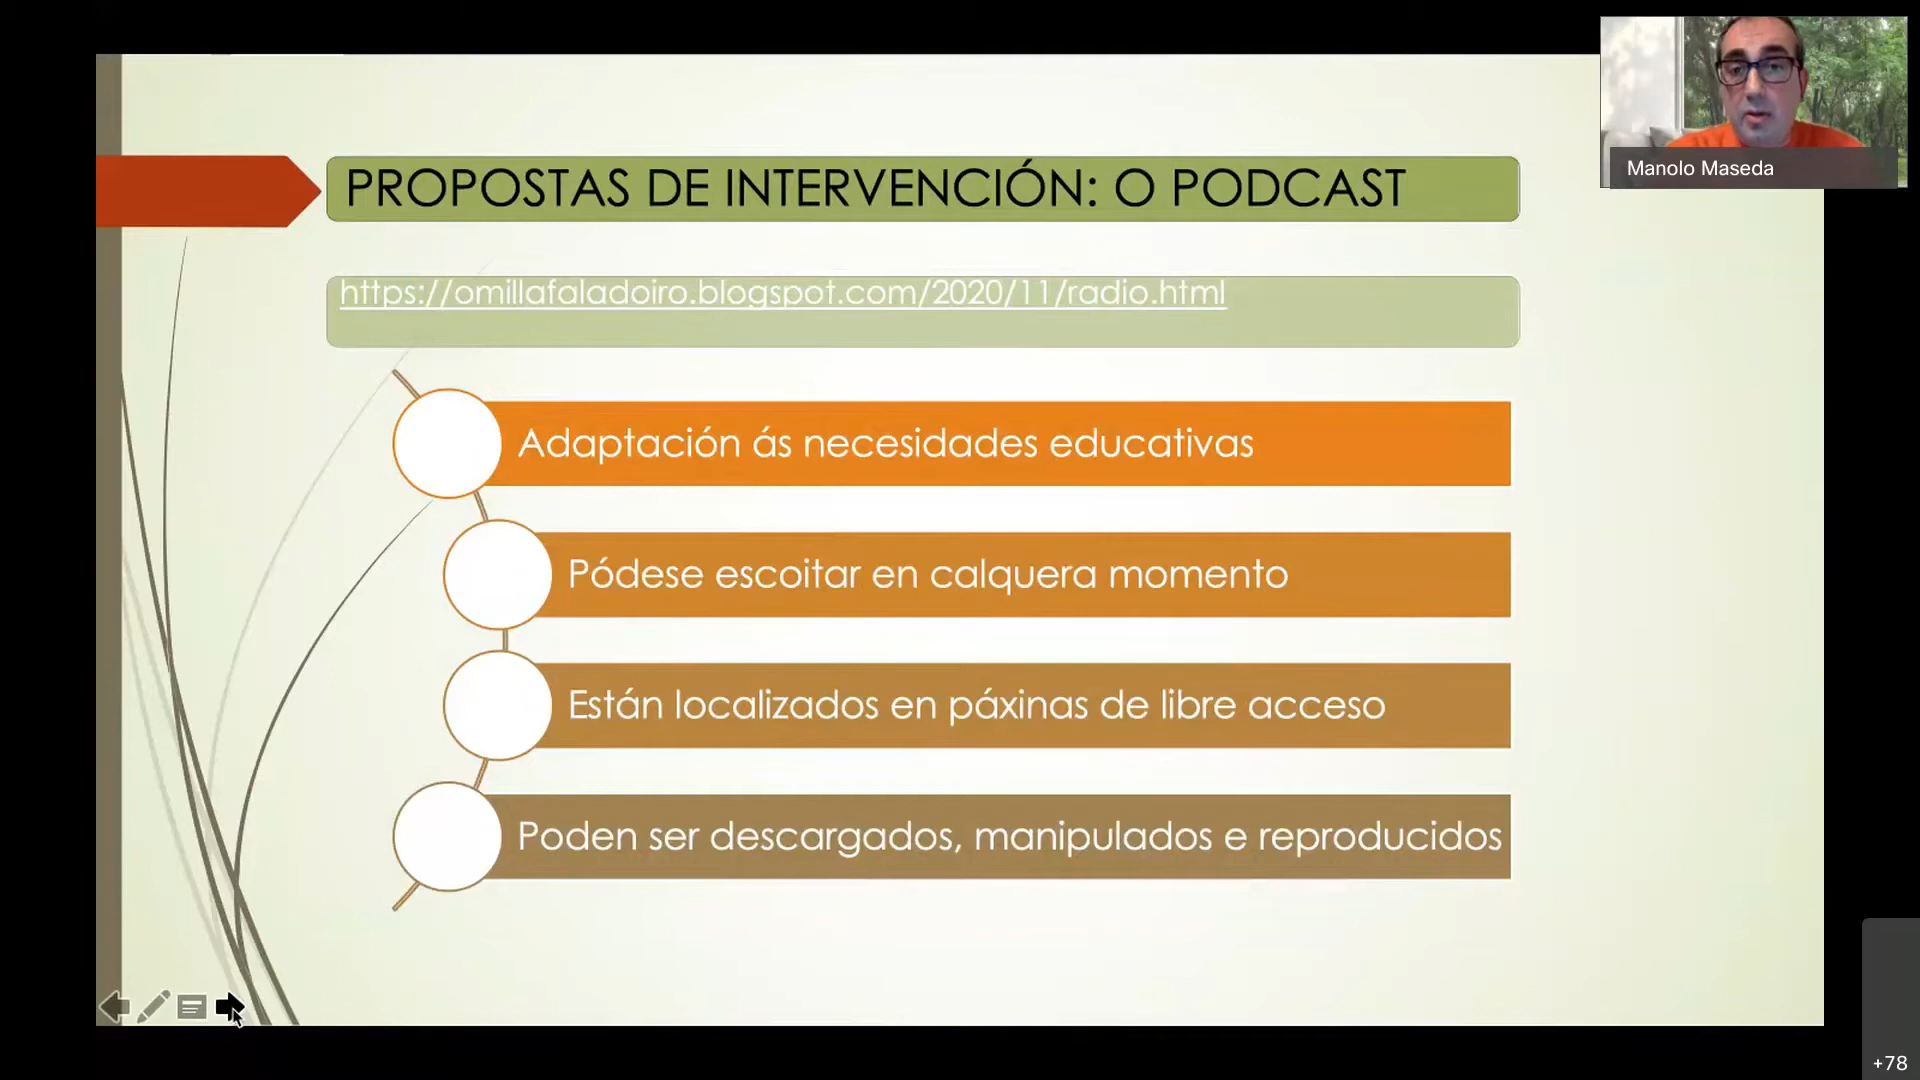 Manolo Maseda
PROPOSTAS DE INTERVENCIÓN: O PODCAST
https://omillafaladoiro.blogspot.com/2020/11/radio.html
Adaptación ás necesidades educativas
Pódese escoitar en calquera momento
Están localizados en páxinas de libre acceso
Poden ser descargados, manipulados e reproducidos
+78